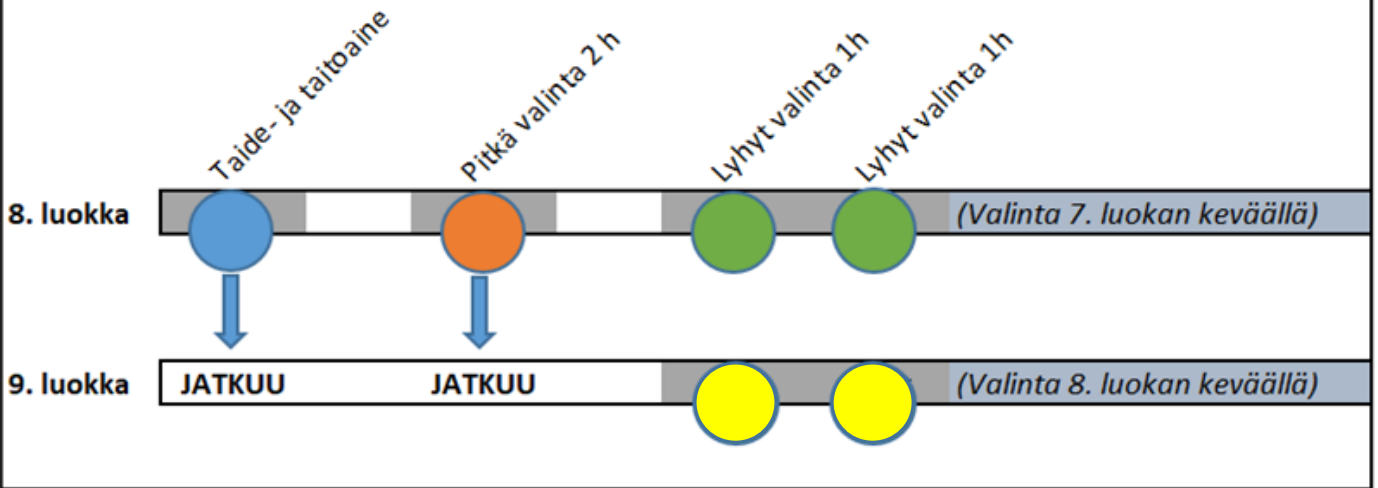 Taide- ja taitoaine
Pitkä valinta 2 h
Lyhyt valinta 1h
Lyhyt valinta 1h
8. luokka
(Valinta 7. luokan keväällä)
9. luokka
JATKUU
JATKUU
(Valinta 8. luokan keväällä)